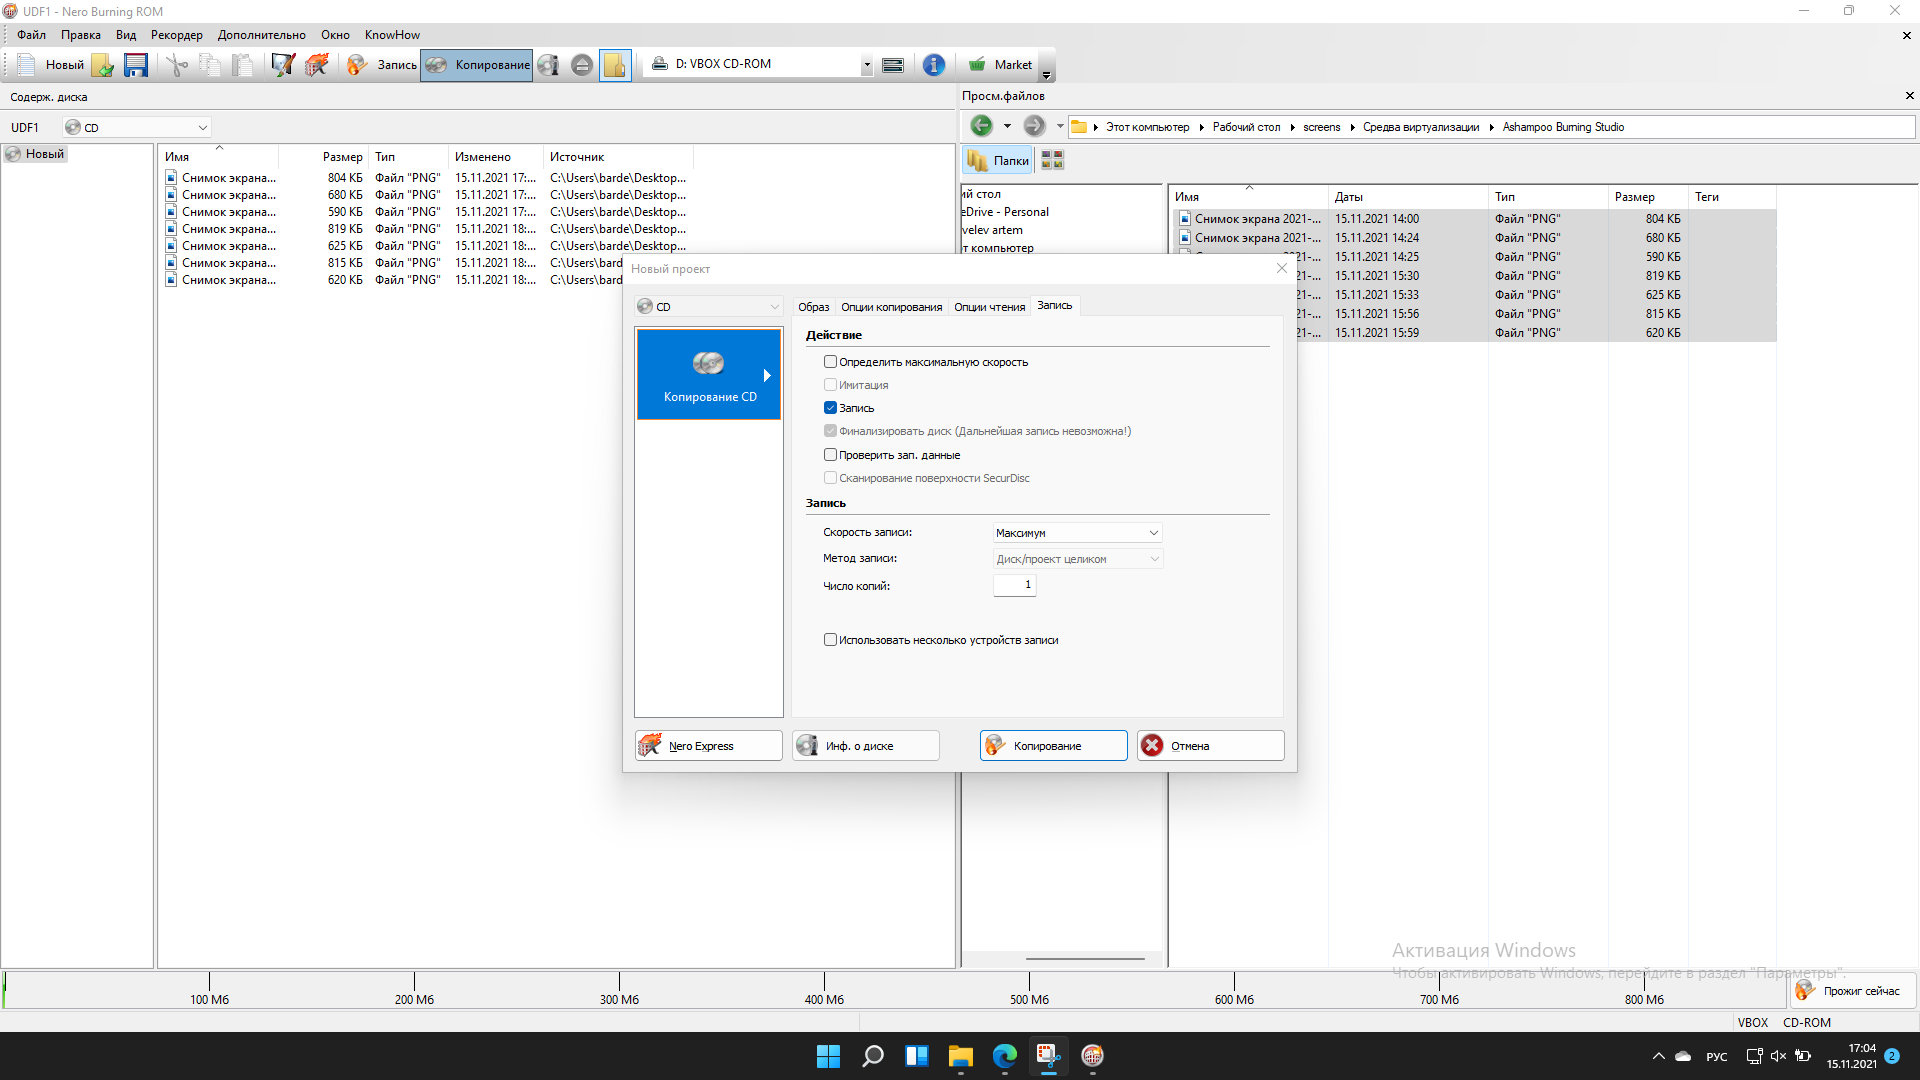 UDF1 - Nero Burning ROM
Файл Правка Вид Рекордер Дополнительно Окно KnowHow
Новый Запись Копирование D: VBOX CD-ROM Market
Содерж. диска
Просм.файлов
UDF1 CD
Этот компьютер Рабочий стол screens Средва виртуализации Ashampoo Burning Studio
Новый
Папки
Имя Размер Тип Изменено Источник
Снимок экрана... 804 КБ Файл "PNG" 15.11.2021 17:... C:\Users\barde\Desktop...
Снимок экрана... 680 КБ Файл "PNG" 15.11.2021 17:... C:\Users\barde\Desktop...
Снимок экрана... 590 КБ Файл "PNG" 15.11.2021 17:... C:\Users\barde\Desktop...
Снимок экрана... 819 КБ Файл "PNG" 15.11.2021 18:... C:\Users\barde\Desktop...
Снимок экрана... 625 КБ Файл "PNG" 15.11.2021 18:... C:\Users\barde\Desktop...
Снимок экрана... 815 КБ Файл "PNG" 15.11.2021 18:... C:\Users\bard
Снимок экрана... 620 КБ Файл "PNG" 15.11.2021 18:... C:\Users\bard
ий стол
eDrive - Personal
velev artem
т компьютер
Имя Даты Тип Размер Теги
Снимок экрана 2021-... 15.11.2021 14:00 Файл "PNG" 804 КБ
Снимок экрана 2021-... 15.11.2021 14:24 Файл "PNG" 680 КБ
21-... 15.11.2021 14:25 Файл "PNG" 590 КБ
21-... 15.11.2021 15:30 Файл "PNG" 819 КБ
21-... 15.11.2021 15:33 Файл "PNG" 625 КБ
21-... 15.11.2021 15:56 Файл "PNG" 815 КБ
21-... 15.11.2021 15:59 Файл "PNG" 620 КБ
Новый проект
CD
Образ Опции копирования Опции чтения Запись
Копирование CD
Действие
Определить максимальную скорость
Имитация
Запись
Финализировать диск (Дальнейшая запись невозможна!)
Проверить зап. данные
Сканирование поверхности SecurDisc
Запись
Скорость записи: Максимум
Метод записи: Диск/проект целиком
Число копий: 1
Использовать несколько устройств записи
Nero Express Инф. о диске Копирование Отмена
Активация Windows
Чтобы активировать Windows, перейдите в раздел "Параметры".
100 Мб 200 Мб 300 Мб 400 Мб 500 Мб 600 Мб 700 Мб 800 Мб
Прожиг сейчас
VBOX CD-ROM
РУС
17:04
15.11.2021
2